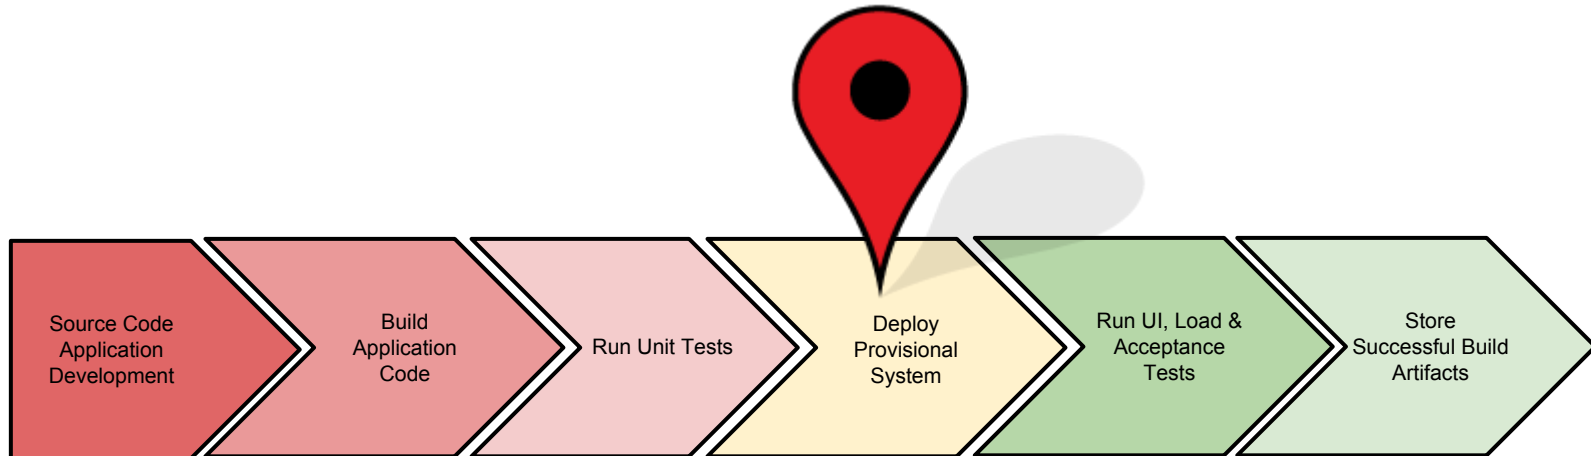 Source Code
Application
Development
Build
Application
Code
Run Unit Tests
Deploy
Provisional
System
Run UI, Load &
Acceptance
Tests
Store
Successful Build
Artifacts